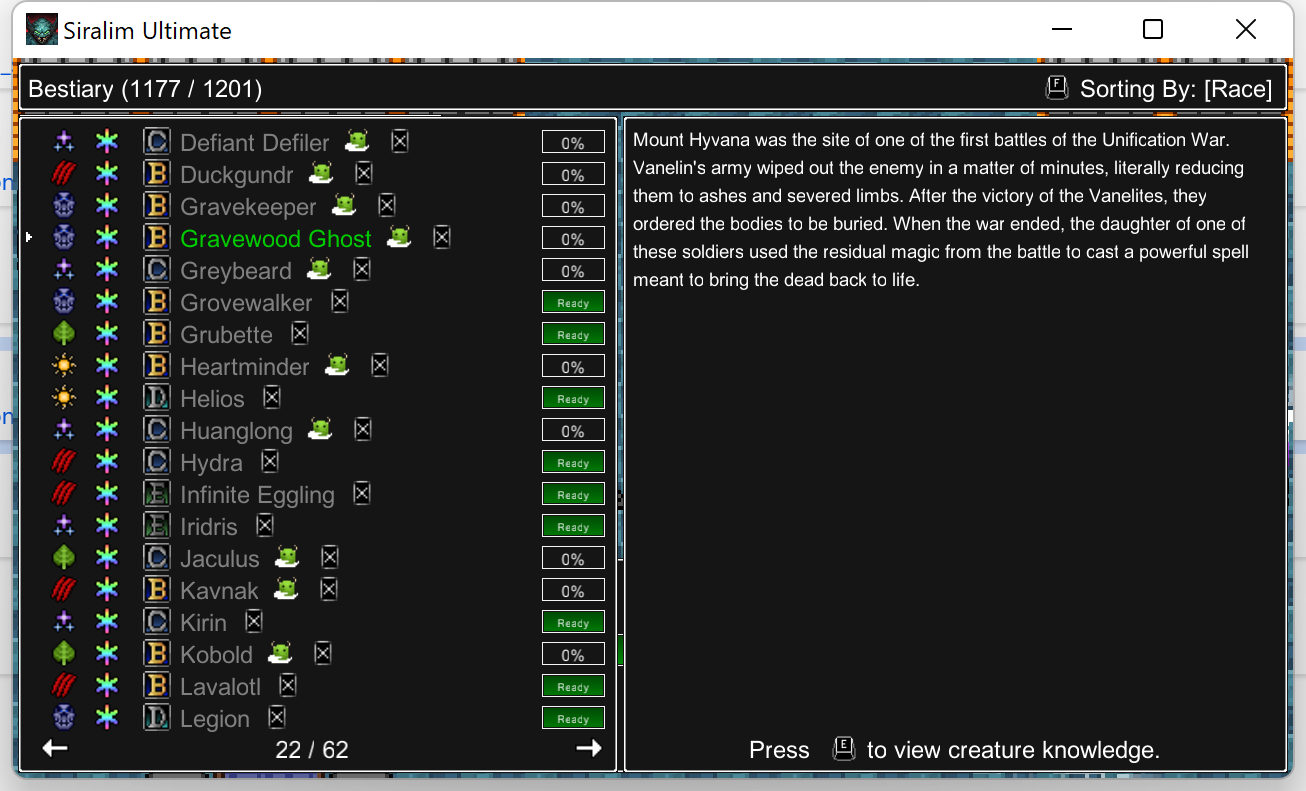 Siralim Ultimate
Bestiary (1177 / 1201)
F Sorting By: [Race]
C Defiant Defiler 0%
B Duckgundr 0%
B Gravekeeper 0%
B Gravewood Ghost 0%
C Greybeard 0%
B Grovewalker Ready
B Grubette Ready
B Heartminder 0%
D Helios Ready
C Huanglong 0%
C Hydra Ready
E Infinite Eggling Ready
E Iridris Ready
C Jaculus 0%
B Kavnak 0%
C Kirin Ready
B Kobold 0%
B Lavalotl Ready
D Legion Ready
22 / 62
Mount Hyvana was the site of one of the first battles of the Unification War.
Vanelin's army wiped out the enemy in a matter of minutes, literally reducing
them to ashes and severed limbs. After the victory of the Vanelites, they
ordered the bodies to be buried. When the war ended, the daughter of one of
these soldiers used the residual magic from the battle to cast a powerful spell
meant to bring the dead back to life.
Press E to view creature knowledge.